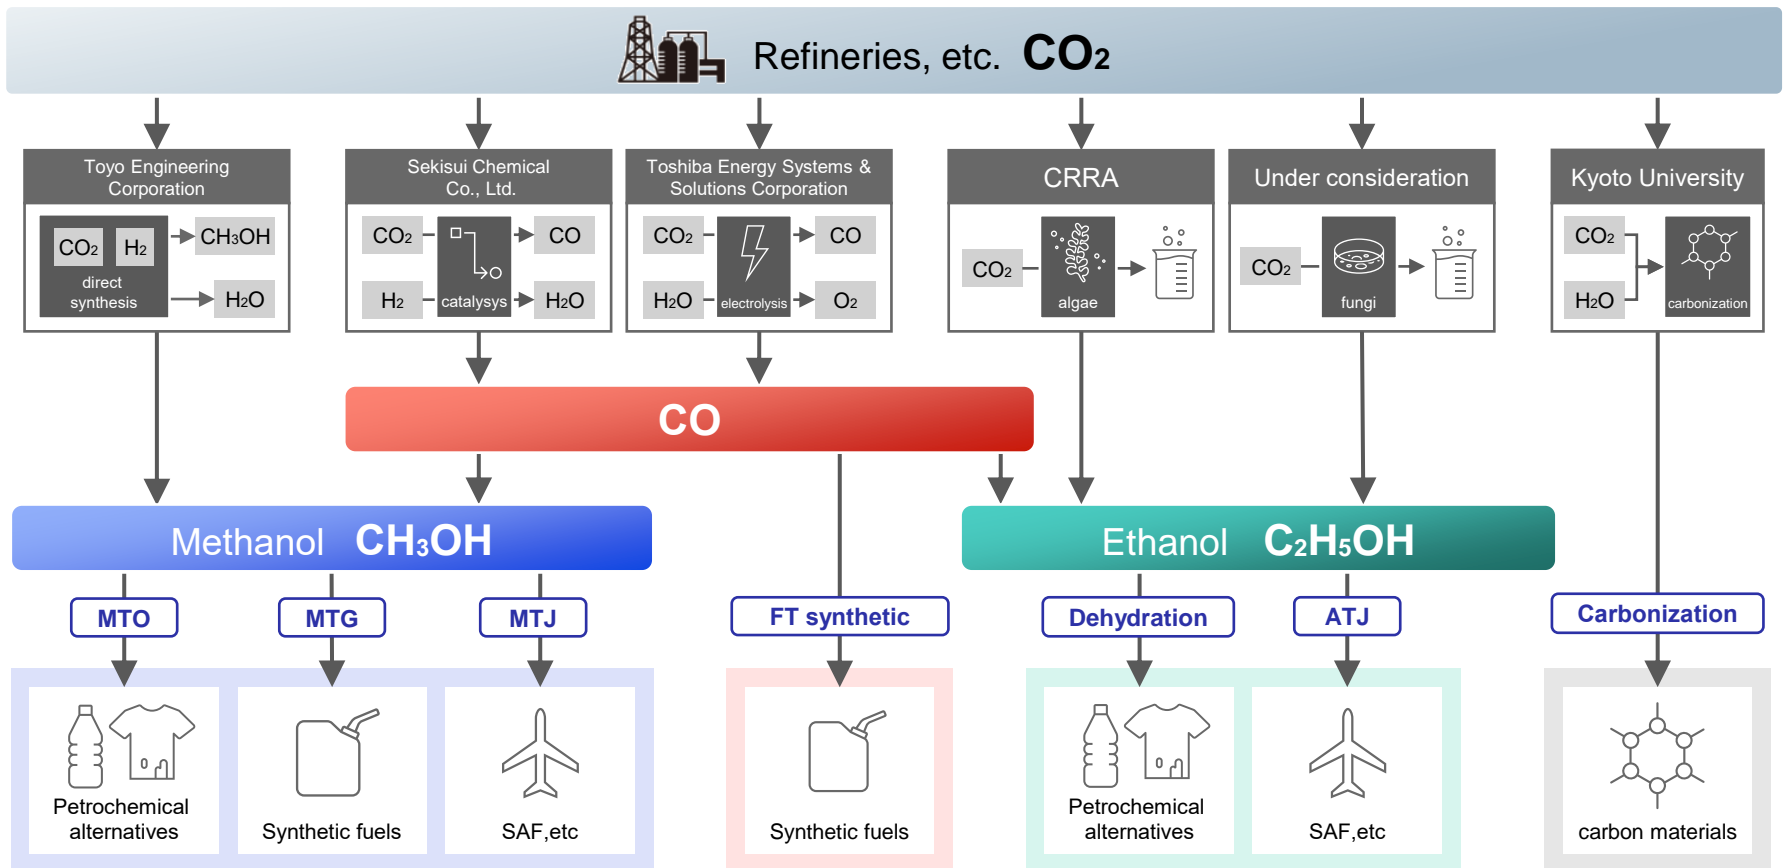 Refineries, etc. CO2
Toyo Engineering
Corporation
CO2 H2
direct
synthesis
CH3OH
H2O
Sekisui Chemical
Co., Ltd.
CO2
H2
catalysys
CO
H2O
Toshiba Energy Systems &
Solutions Corporation
CO2
H2O
electrolysis
CO
O2
CRRA
CO2
algae
Under consideration
CO2
fungi
Kyoto University
CO2
H2O
carbonization
CO
Methanol CH3OH
Ethanol C2H5OH
MTO
MTG
MTJ
FT synthetic
Dehydration
ATJ
Carbonization
Petrochemical
alternatives
Synthetic fuels
SAF,etc
Synthetic fuels
Petrochemical
alternatives
SAF,etc
carbon materials